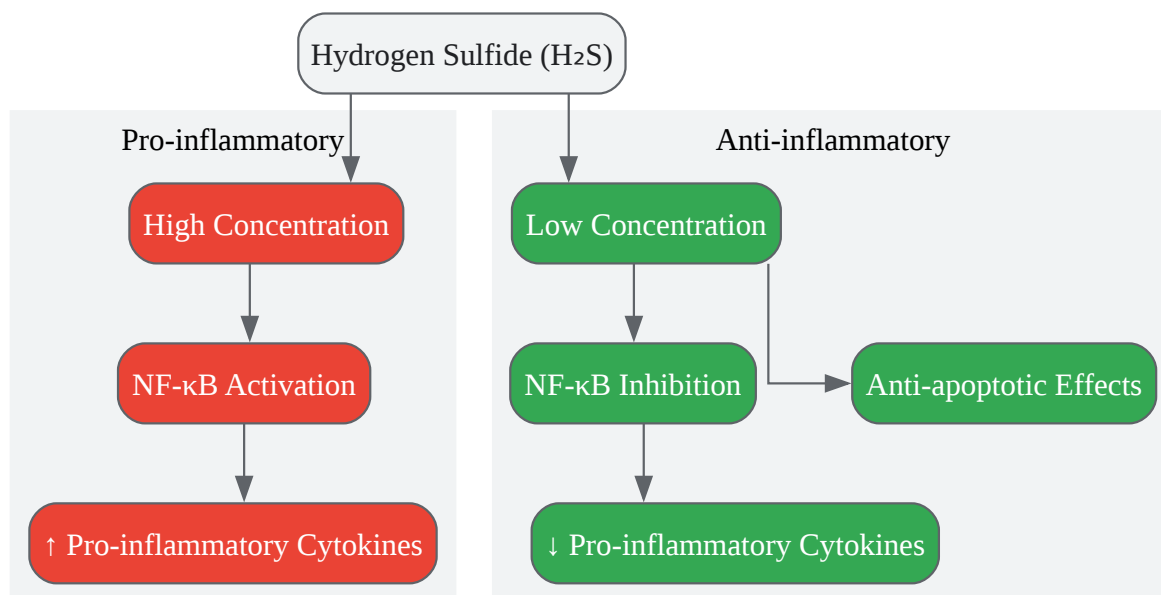 Hydrogen Sulfide (H₂S)
Pro-inflammatory
Anti-inflammatory
High Concentration
Low Concentration
NF-κB Activation
NF-κB Inhibition
Anti-apoptotic Effects
↑ Pro-inflammatory Cytokines
↓ Pro-inflammatory Cytokines